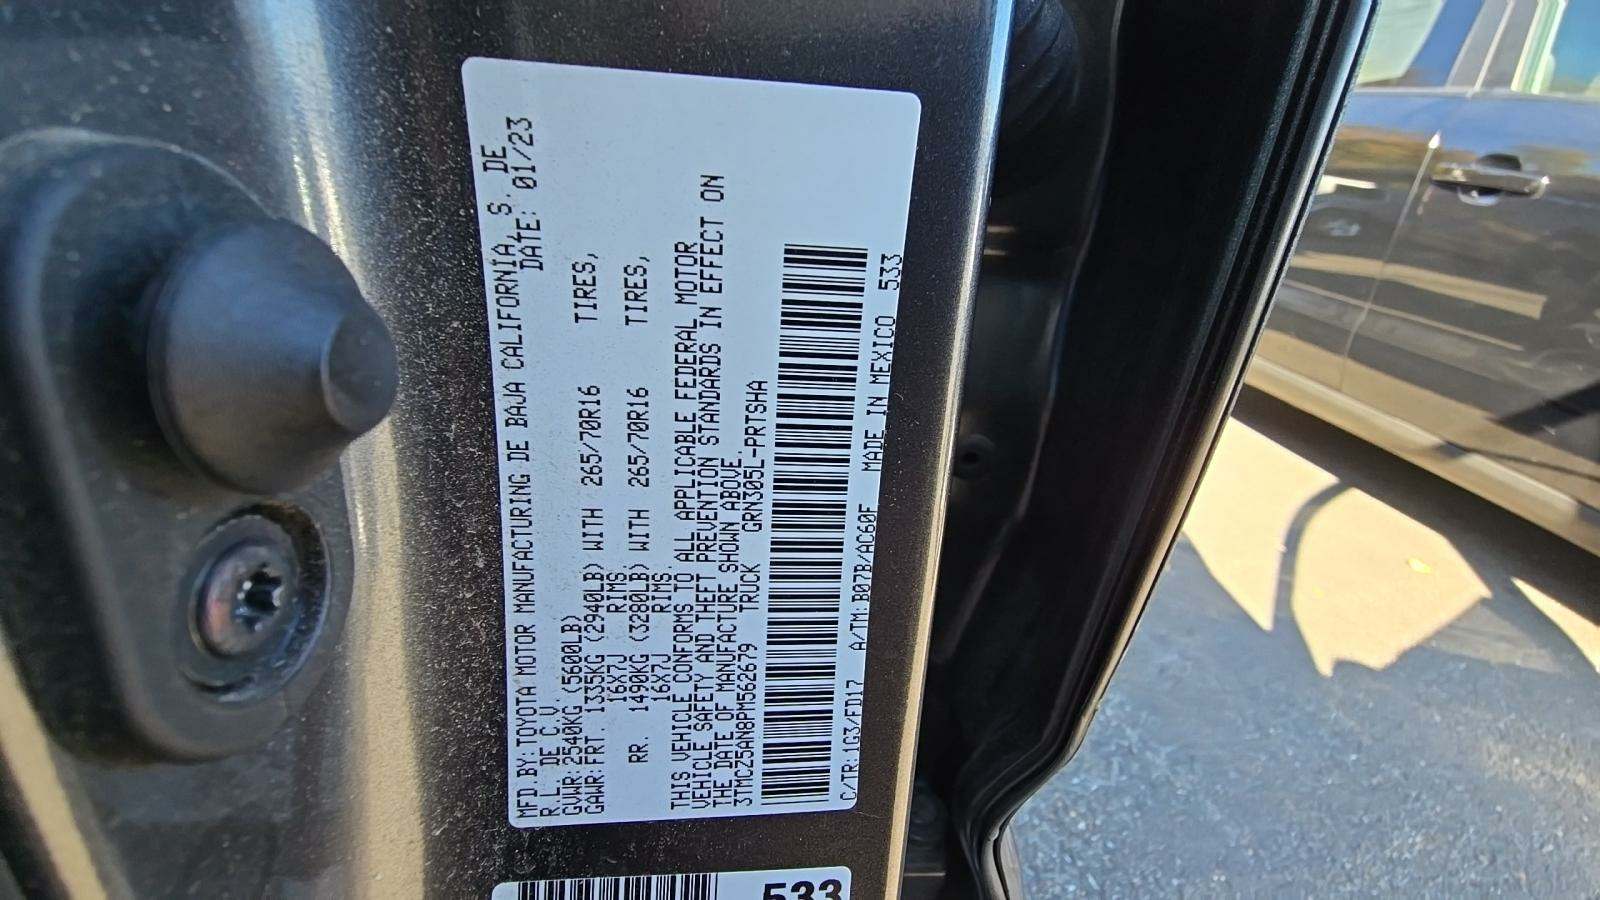 MFD.BY:TOYOTA MOTOR MANUFACTURING DE BAJA CALIFORNIA, S. DE
R.L. DE C.V. DATE: 01/23
GVWR:2540KG (5600LB)
GAWR:FRT. 1335KG (2940LB) WITH 265/70R16 TIRES,
16X7J RIMS,
RR. 1490KG (3280LB) WITH 265/70R16 TIRES,
16X7J RIMS.
THIS VEHICLE CONFORMS TO ALL APPLICABLE FEDERAL MOTOR
VEHICLE SAFETY AND THEFT PREVENTION STANDARDS IN EFFECT ON
THE DATE OF MANUFACTURE SHOWN ABOVE.
3TMCZ5AN8PM562679 TRUCK GRN305L-PRTSHA
C/TR:1G3/FD17 A/TM:B07B/AC60F MADE IN MEXICO 533
533